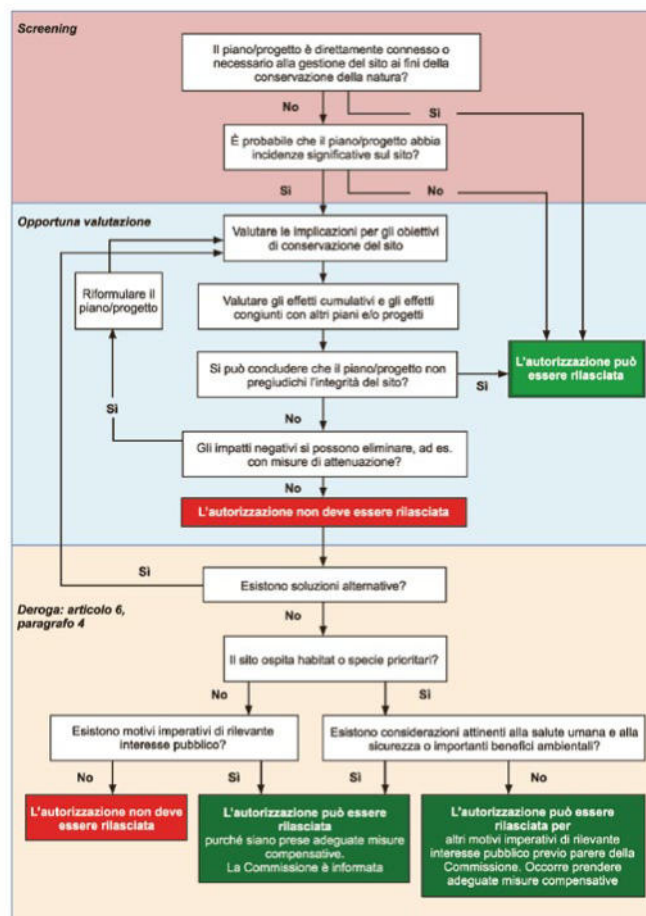 Screening
Il piano/progetto è direttamente connesso o
necessario alla gestione del sito ai fini della
conservazione della natura?
No
Sì
È probabile che il piano/progetto abbia
incidenze significative sul sito?
Sì
No
Opportuna valutazione
Valutare le implicazioni per gli obiettivi
di conservazione del sito
Riformulare il
piano/progetto
Valutare gli effetti cumulativi e gli effetti
congiunti con altri piani e/o progetti
Si può concludere che il piano/progetto non
pregiudichi l'integrità del sito?
Sì
L'autorizzazione può
essere rilasciata
Sì
No
Gli impatti negativi si possono eliminare, ad es.
con misure di attenuazione?
No
L'autorizzazione non deve essere rilasciata
Sì
Esistono soluzioni alternative?
Deroga: articolo 6,
paragrafo 4
No
Il sito ospita habitat o specie prioritari?
No
Sì
Esistono motivi imperativi di rilevante
interesse pubblico?
Esistono considerazioni attinenti alla salute umana e alla
sicurezza o importanti benefici ambientali?
No
Sì
Sì
No
L'autorizzazione non deve
essere rilasciata
L'autorizzazione può essere
rilasciata
purché siano prese adeguate misure
compensative.
La Commissione è informata
L'autorizzazione può essere
rilasciata per
altri motivi imperativi di rilevante
interesse pubblico previo parere della
Commissione. Occorre prendere
adeguate misure compensative